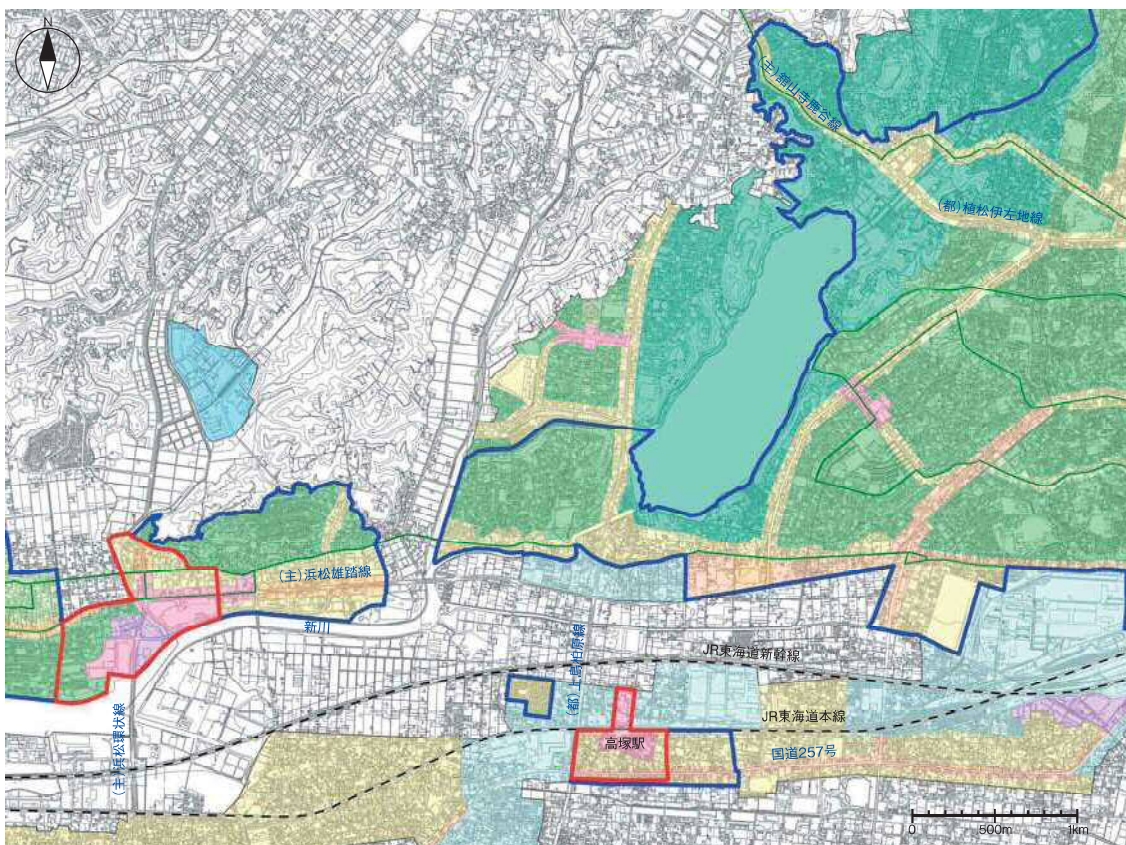 N
(主)舘山寺鹿谷線
(都)植松伊左地線
(主)浜松雄踏線
新川
(都)上島柏原線
JR東海道新幹線
(主)浜松環状線
JR東海道本線
高塚駅
国道257号
0 500m 1km